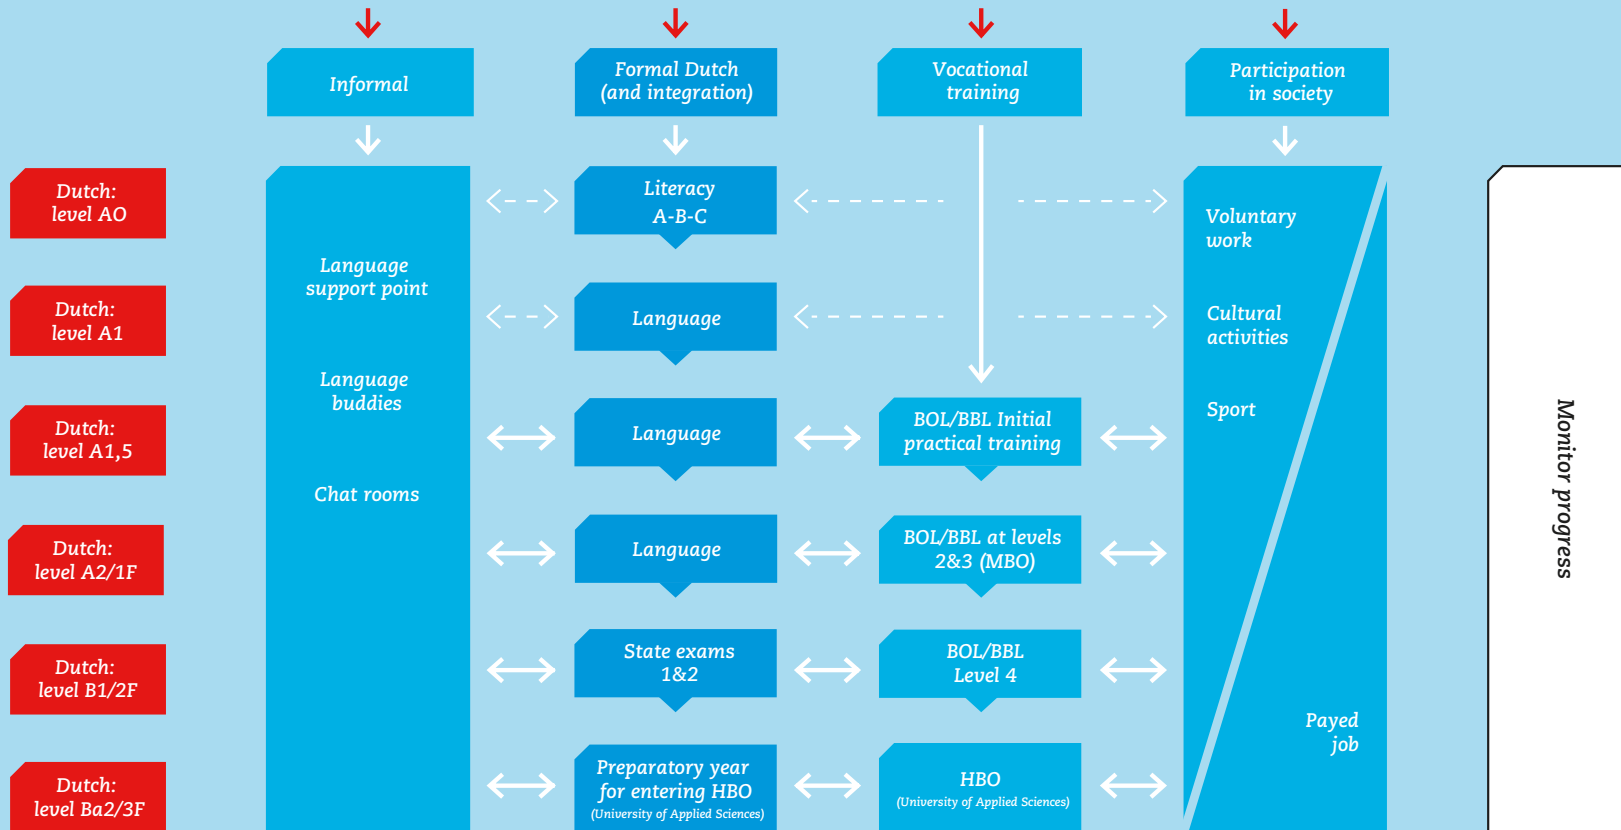 Informal
Formal Dutch
(and integration)
Vocational
training
Participation
in society
Dutch:
level AO
Literacy
A-B-C
Voluntary
work
Language
support point
Dutch:
level A1
Language
Cultural
activities
Language
buddies
Dutch:
level A1,5
Language
BOL/BBL Initial
practical training
Sport
Monitor progress
Chat rooms
Dutch:
level A2/1F
Language
BOL/BBL at levels
2&3 (MBO)
Dutch:
level B1/2F
State exams
1&2
BOL/BBL
Level 4
Payed
job
Dutch:
level Ba2/3F
Preparatory year
for entering HBO
(University of Applied Sciences)
HBO
(University of Applied Sciences)